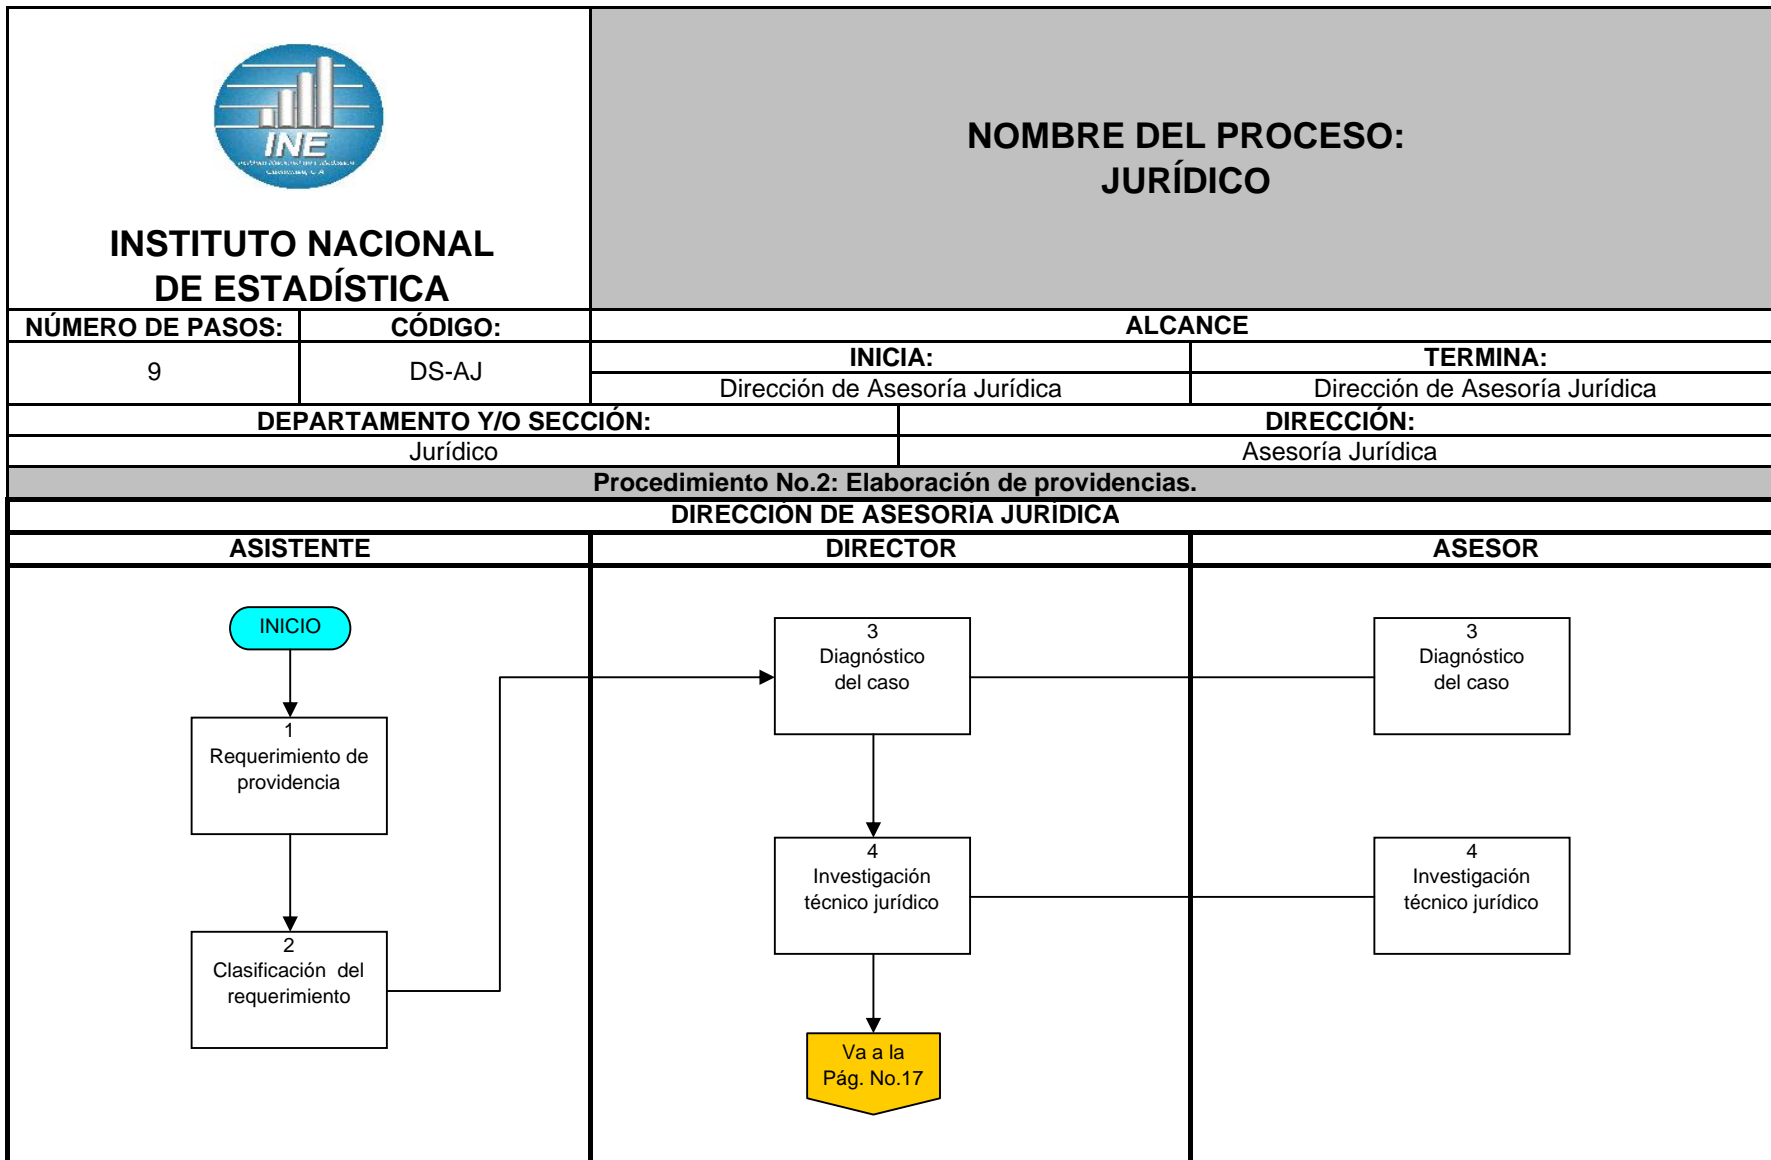 INE
INSTITUTO NACIONAL
DE ESTADÍSTICA
NOMBRE DEL PROCESO:
JURÍDICO
NÚMERO DE PASOS:
CÓDIGO:
ALCANCE
9
DS-AJ
INICIA:
TERMINA:
Dirección de Asesoría Jurídica
Dirección de Asesoría Jurídica
DEPARTAMENTO Y/O SECCIÓN:
DIRECCIÓN:
Jurídico
Asesoría Jurídica
Procedimiento No.2: Elaboración de providencias.
DIRECCIÓN DE ASESORÍA JURÍDICA
ASISTENTE
DIRECTOR
ASESOR
INICIO
1
Requerimiento de
providencia
2
Clasificación del
requerimiento
3
Diagnóstico
del caso
4
Investigación
técnico jurídico
Va a la
Pág. No.17
3
Diagnóstico
del caso
4
Investigación
técnico jurídico